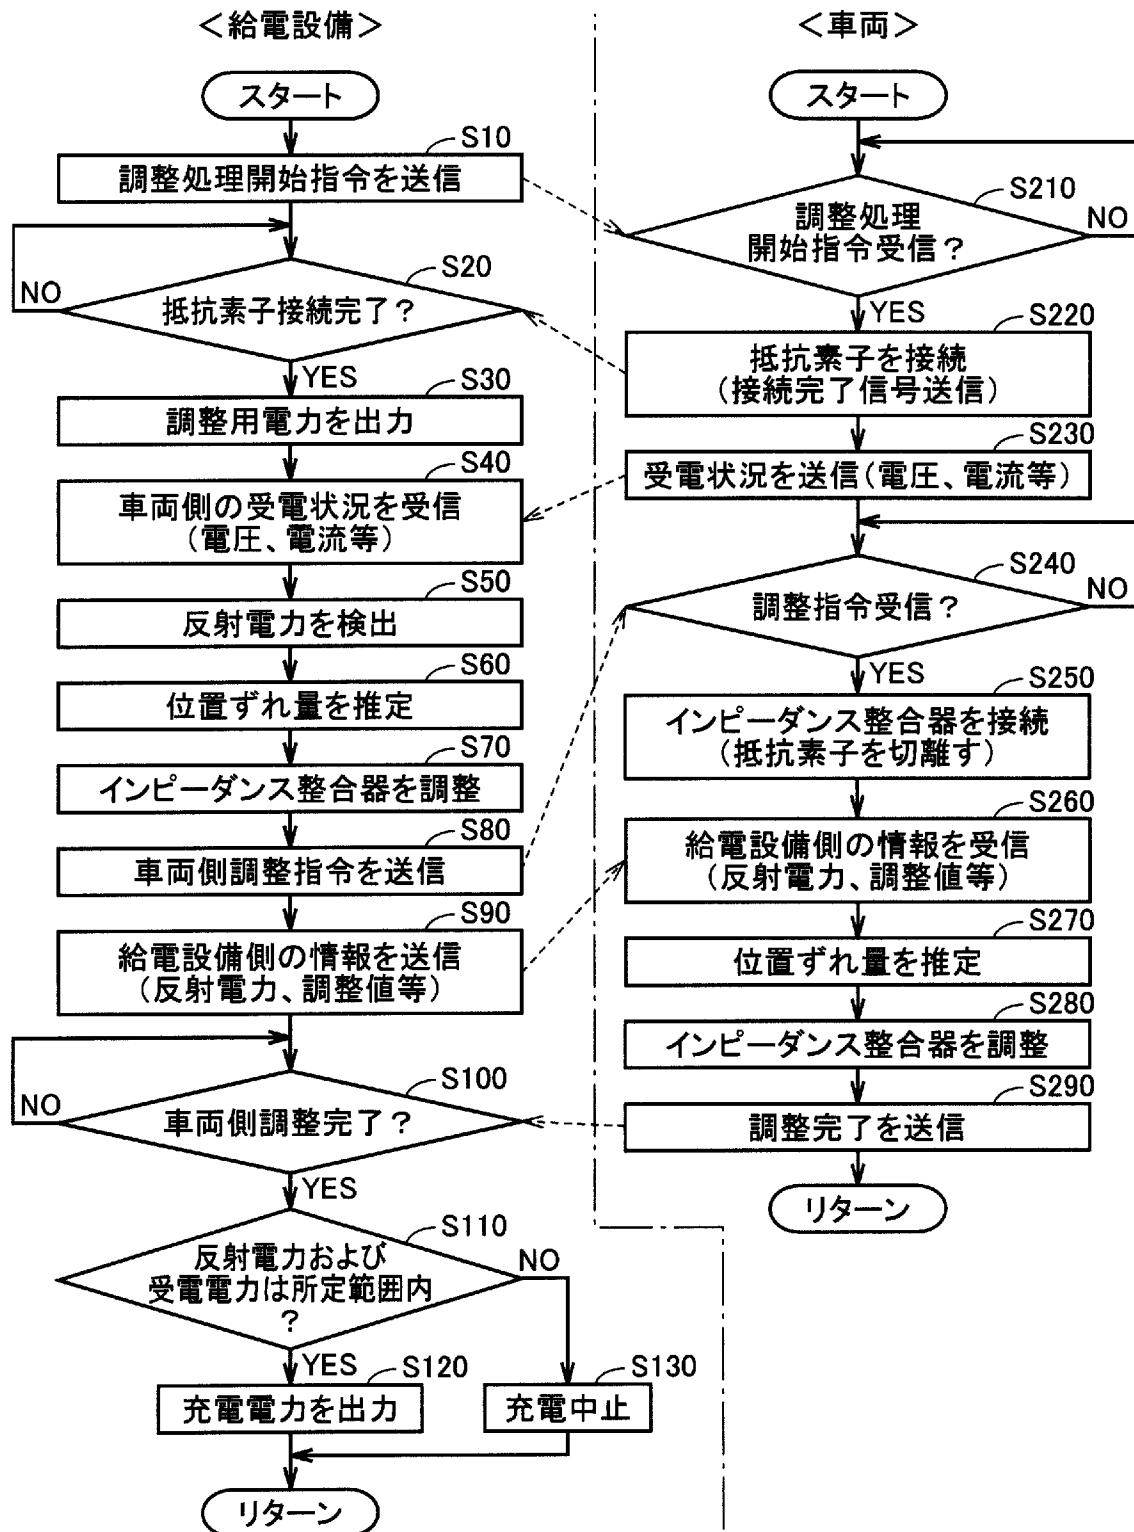 ＜給電設備＞
スタート
S10
調整処理開始指令を送信
S20
NO
抵抗素子接続完了？
YES
S30
調整用電力を出力
S40
車両側の受電状況を受信
（電圧、電流等）
S50
反射電力を検出
S60
位置ずれ量を推定
S70
インピーダンス整合器を調整
S80
車両側調整指令を送信
S90
給電設備側の情報を送信
（反射電力、調整値等）
S100
NO
車両側調整完了？
YES
S110
反射電力および
受電電力は所定範囲内
？
NO
YES
S120
充電電力を出力
S130
充電中止
リターン
＜車両＞
スタート
S210
調整処理
開始指令受信？
NO
YES
S220
抵抗素子を接続
（接続完了信号送信）
S230
受電状況を送信（電圧、電流等）
S240
調整指令受信？
NO
YES
S250
インピーダンス整合器を接続
（抵抗素子を切離す）
S260
給電設備側の情報を受信
（反射電力、調整値等）
S270
位置ずれ量を推定
S280
インピーダンス整合器を調整
S290
調整完了を送信
リターン